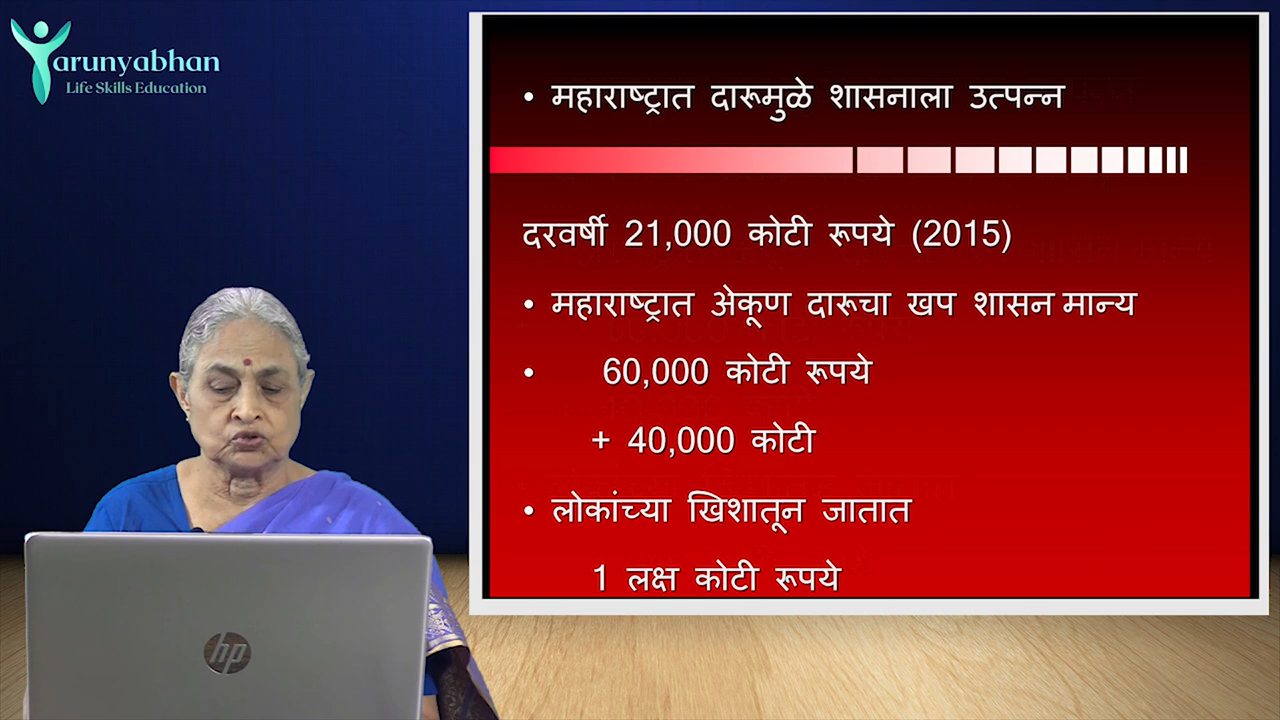 Tarunyabhan
Life Skills Education
• महाराष्ट्रात दारूमुळे शासनाला उत्पन्न
दरवर्षी 21,000 कोटी रूपये (2015)
• महाराष्ट्रात अेकूण दारूचा खप शासन मान्य
• 60,000 कोटी रूपये
+ 40,000 कोटी
• लोकांच्या खिशातून जातात
1 लक्ष कोटी रूपये
hp